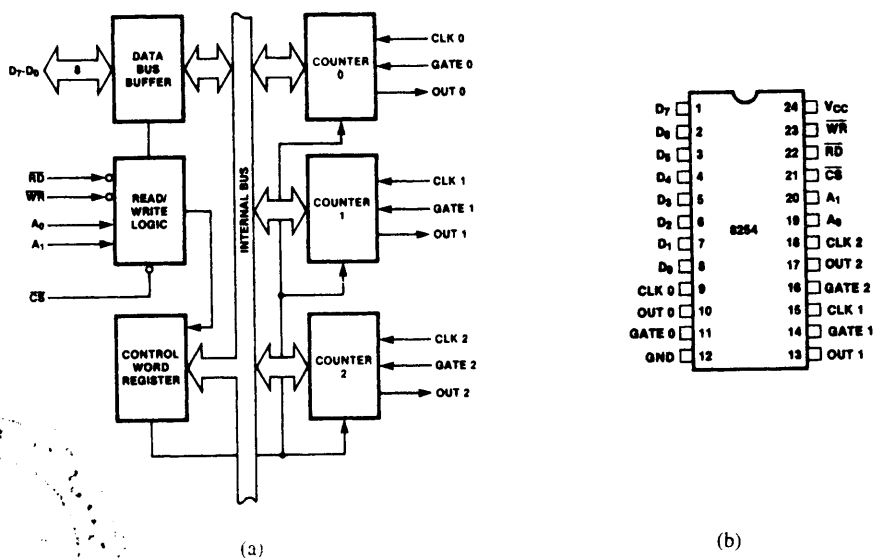 D7-D0
8
DATA
BUS
BUFFER
RD
WR
A0
A1
CS
READ/
WRITE
LOGIC
CONTROL
WORD
REGISTER
INTERNAL BUS
COUNTER
0
CLK 0
GATE 0
OUT 0
COUNTER
1
CLK 1
GATE 1
OUT 1
COUNTER
2
CLK 2
GATE 2
OUT 2
(a)
D7 1
D6 2
D5 3
D4 4
D3 5
D2 6
D1 7
D0 8
CLK 0 9
OUT 0 10
GATE 0 11
GND 12
8254
24 VCC
23 WR
22 RD
21 CS
20 A1
19 A0
18 CLK 2
17 OUT 2
16 GATE 2
15 CLK 1
14 GATE 1
13 OUT 1
(b)